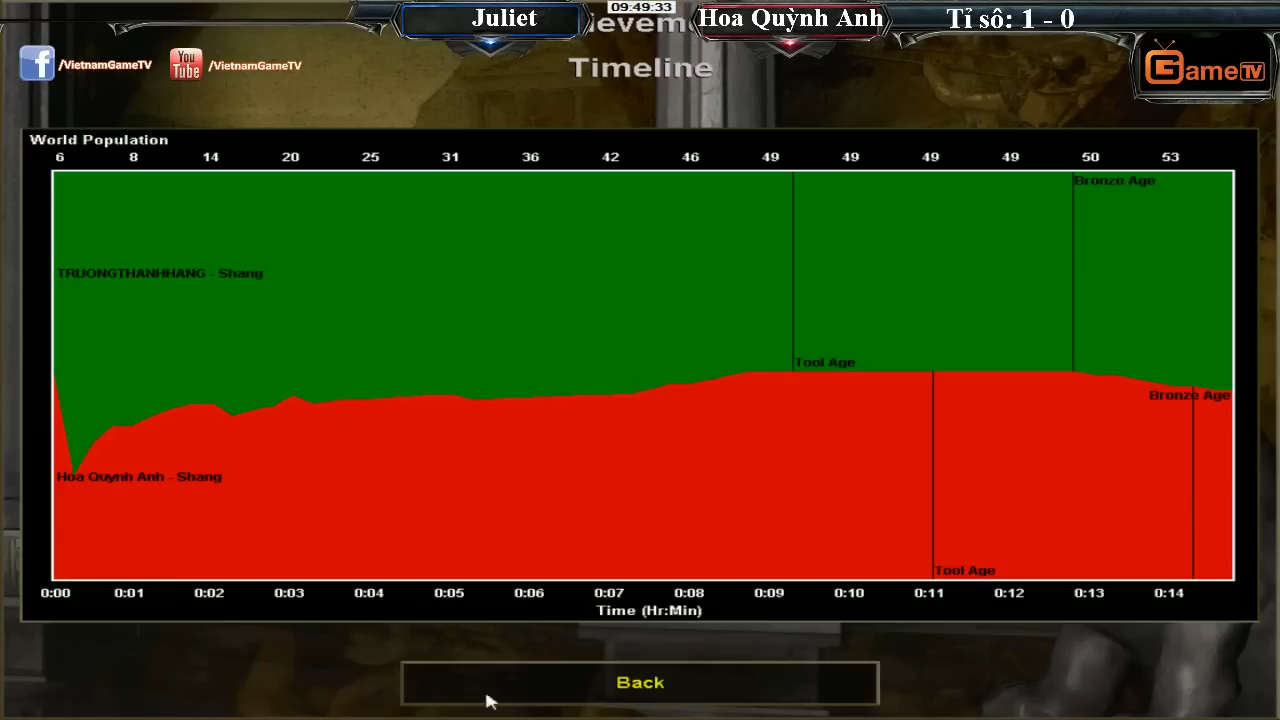 09:49:33
Juliet
Hoa Quỳnh Anh
Tỉ số: 1 - 0
/VietnamGameTV
You Tube
/VietnamGameTV
GameTV
Timeline
World Population
6 8 14 20 25 31 36 42 46 49 49 49 49 50 53
Bronze Age
TRUONGTHANHHANG - Shang
Tool Age
Bronze Age
Hoa Quynh Anh - Shang
Tool Age
0:00 0:01 0:02 0:03 0:04 0:05 0:06 0:07 0:08 0:09 0:10 0:11 0:12 0:13 0:14
Time (Hr:Min)
Back